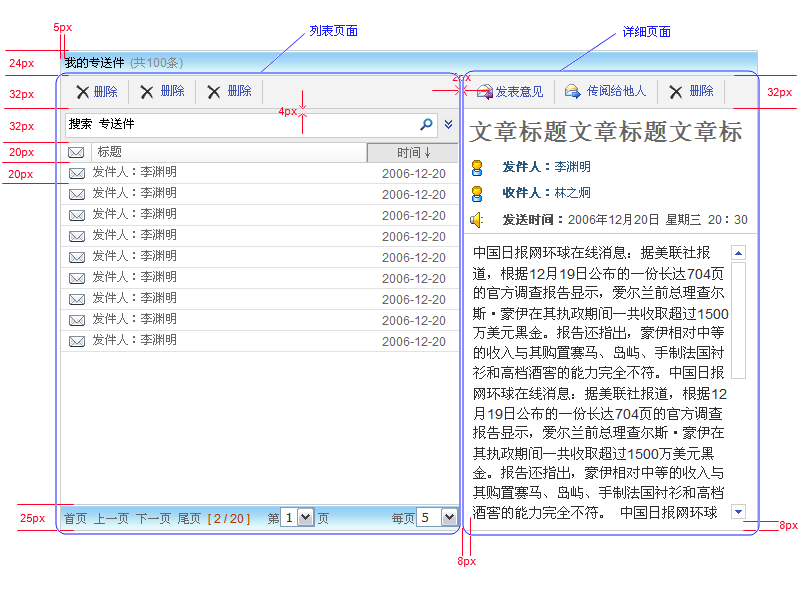 5px
列表页面
详细页面
24px
我的专送件 (共100条)
32px
删除 删除 删除
2px
发表意见 传阅给他人 删除
32px
4px
32px
搜索 专送件
文章标题文章标题文章标
20px
标题 时间↓
20px
发件人：李渊明 2006-12-20
发件人：李渊明 2006-12-20
发件人：李渊明 2006-12-20
发件人：李渊明 2006-12-20
发件人：李渊明 2006-12-20
发件人：李渊明 2006-12-20
发件人：李渊明 2006-12-20
发件人：李渊明 2006-12-20
发件人：李渊明 2006-12-20
发件人：李渊明
收件人：林之炯
发送时间：2006年12月20日 星期三 20：30
中国日报网环球在线消息：据美联社报
道，根据12月19日公布的一份长达704页
的官方调查报告显示，爱尔兰前总理查尔
斯·蒙伊在其执政期间一共收取超过1500
万美元黑金。报告还指出，蒙伊相对中等
的收入与其购置赛马、岛屿、手制法国衬
衫和高档酒窖的能力完全不符。中国日报
网环球在线消息：据美联社报道，根据12
月19日公布的一份长达704页的官方调查
报告显示，爱尔兰前总理查尔斯·蒙伊在
其执政期间一共收取超过1500万美元黑
金。报告还指出，蒙伊相对中等的收入与
其购置赛马、岛屿、手制法国衬衫和高档
酒窖的能力完全不符。 中国日报网环球
25px
首页 上一页 下一页 尾页 [ 2 / 20 ] 第 1 页 每页 5
8px
8px